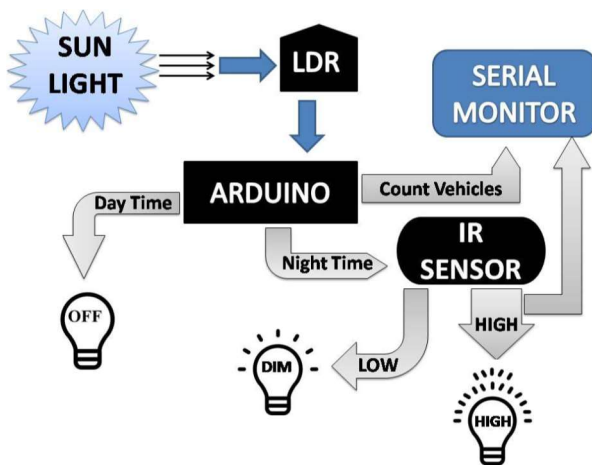 SUN
LIGHT
LDR
SERIAL
MONITOR
ARDUINO
Count Vehicles
Day Time
Night Time
IR
SENSOR
OFF
HIGH
LOW
DIM
HIGH